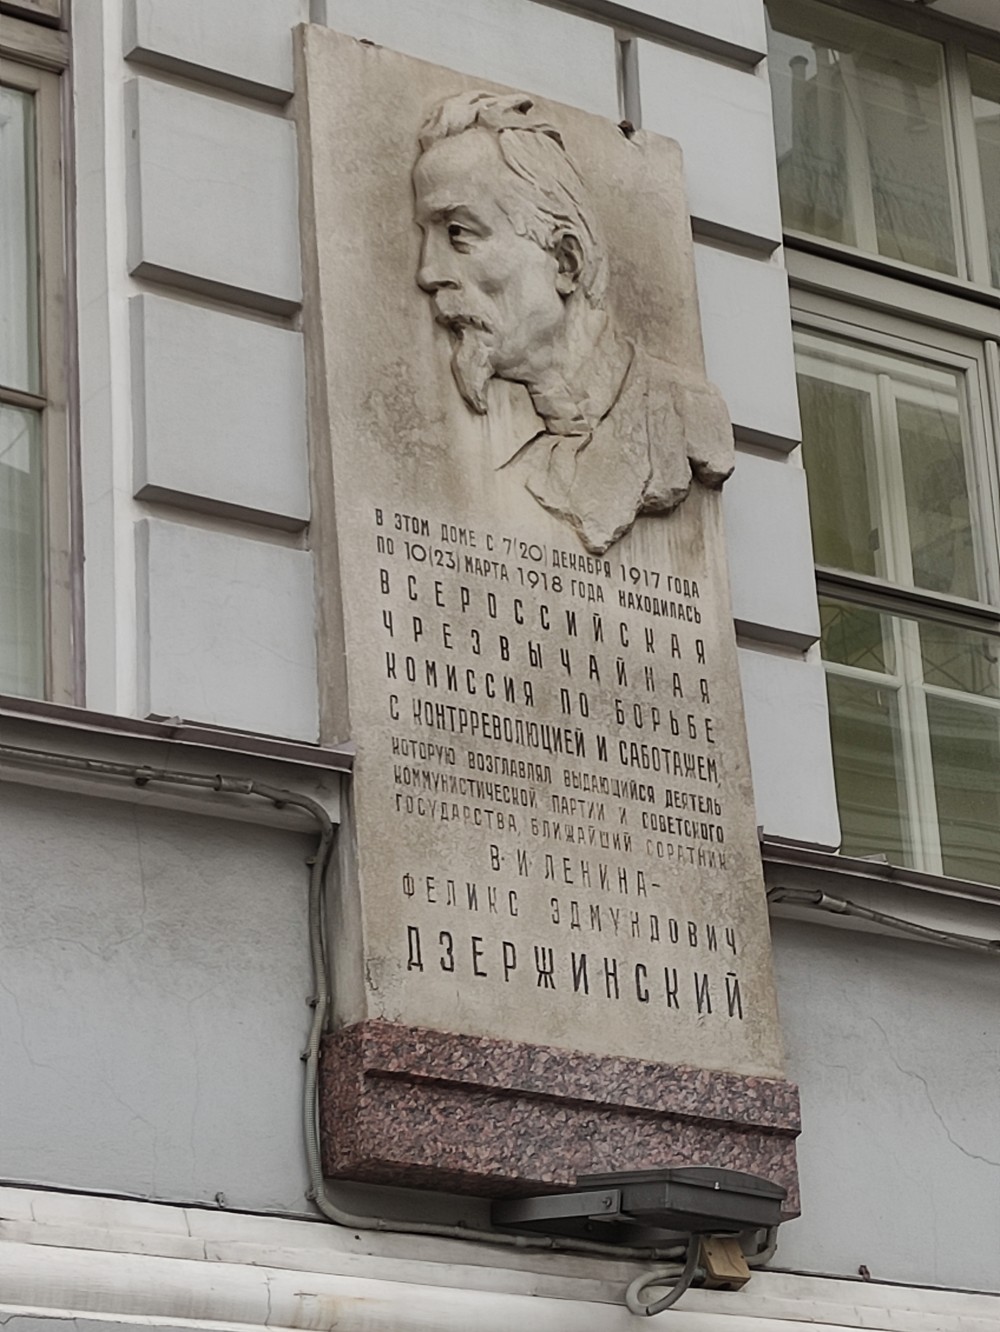 В ЭТОМ ДОМЕ С 7(20) ДЕКАБРЯ 1917 ГОДА
ПО 10(23) МАРТА 1918 ГОДА НАХОДИЛАСЬ
ВСЕРОССИЙСКАЯ
ЧРЕЗВЫЧАЙНАЯ
КОМИССИЯ ПО БОРЬБЕ
С КОНТРРЕВОЛЮЦИЕЙ И САБОТАЖЕМ,
КОТОРУЮ ВОЗГЛАВЛЯЛ ВЫДАЮЩИЙСЯ ДЕЯТЕЛЬ
КОММУНИСТИЧЕСКОЙ ПАРТИИ И СОВЕТСКОГО
ГОСУДАРСТВА, БЛИЖАЙШИЙ СОРАТНИК
В·И ЛЕНИНА-
ФЕЛИКС ЭДМУНДОВИЧ
ДЗЕРЖИНСКИЙ